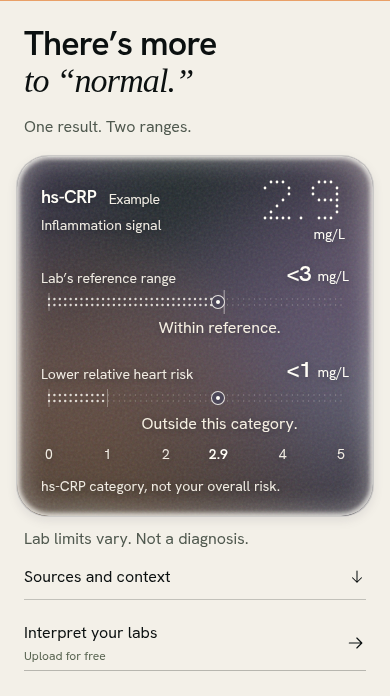 There's more
to “normal.”
One result. Two ranges.
hs-CRP Example 2.9
Inflammation signal mg/L
Lab's reference range <3 mg/L
Within reference.
Lower relative heart risk <1 mg/L
Outside this category.
0 1 2 2.9 4 5
hs-CRP category, not your overall risk.
Lab limits vary. Not a diagnosis.
Sources and context ↓
Interpret your labs →
Upload for free